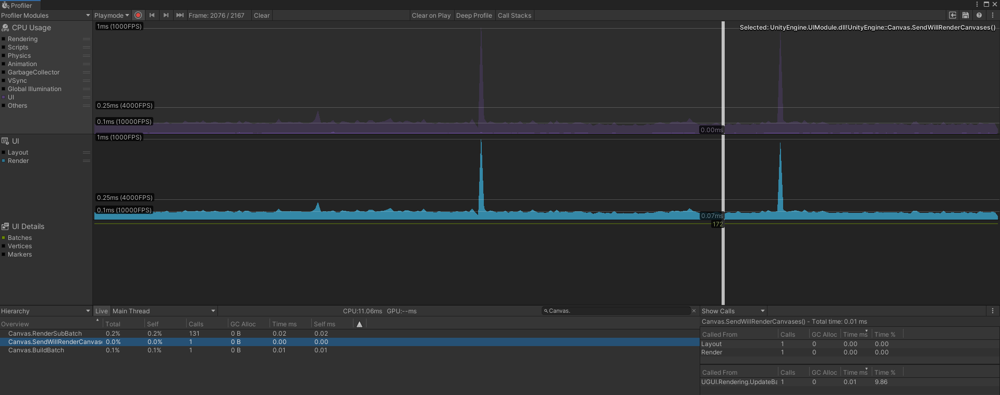 Profiler
Profiler Modules Playmode Frame: 2076 / 2167 Clear Clear on Play Deep Profile Call Stacks
CPU Usage
Rendering
Scripts
Physics
Animation
GarbageCollector
VSync
Global Illumination
UI
Others
1ms (1000FPS)
Selected: UnityEngine.UIModule.dll!UnityEngine::Canvas.SendWillRenderCanvases()
0.25ms (4000FPS)
0.1ms (10000FPS)
0.00ms
UI
Layout
Render
1ms (1000FPS)
0.25ms (4000FPS)
0.1ms (10000FPS)
0.07ms
UI Details
Batches
Vertices
Markers
172
Hierarchy Live Main Thread CPU:11.06ms GPU:--ms Canvas. Show Calls
Overview Total Self Calls GC Alloc Time ms Self ms
Canvas.RenderSubBatch 0.2% 0.2% 131 0 B 0.02 0.02
Canvas.SendWillRenderCanvas 0.0% 0.0% 1 0 B 0.00 0.00
Canvas.BuildBatch 0.1% 0.1% 1 0 B 0.01 0.01
Canvas.SendWillRenderCanvases() - Total time: 0.01 ms
Called From Calls GC Alloc Time ms Time %
Layout 1 0 0.00 0.00
Render 1 0 0.00 0.00
Called From Calls GC Alloc Time ms Time %
UGUI.Rendering.UpdateBa 1 0 0.01 9.86